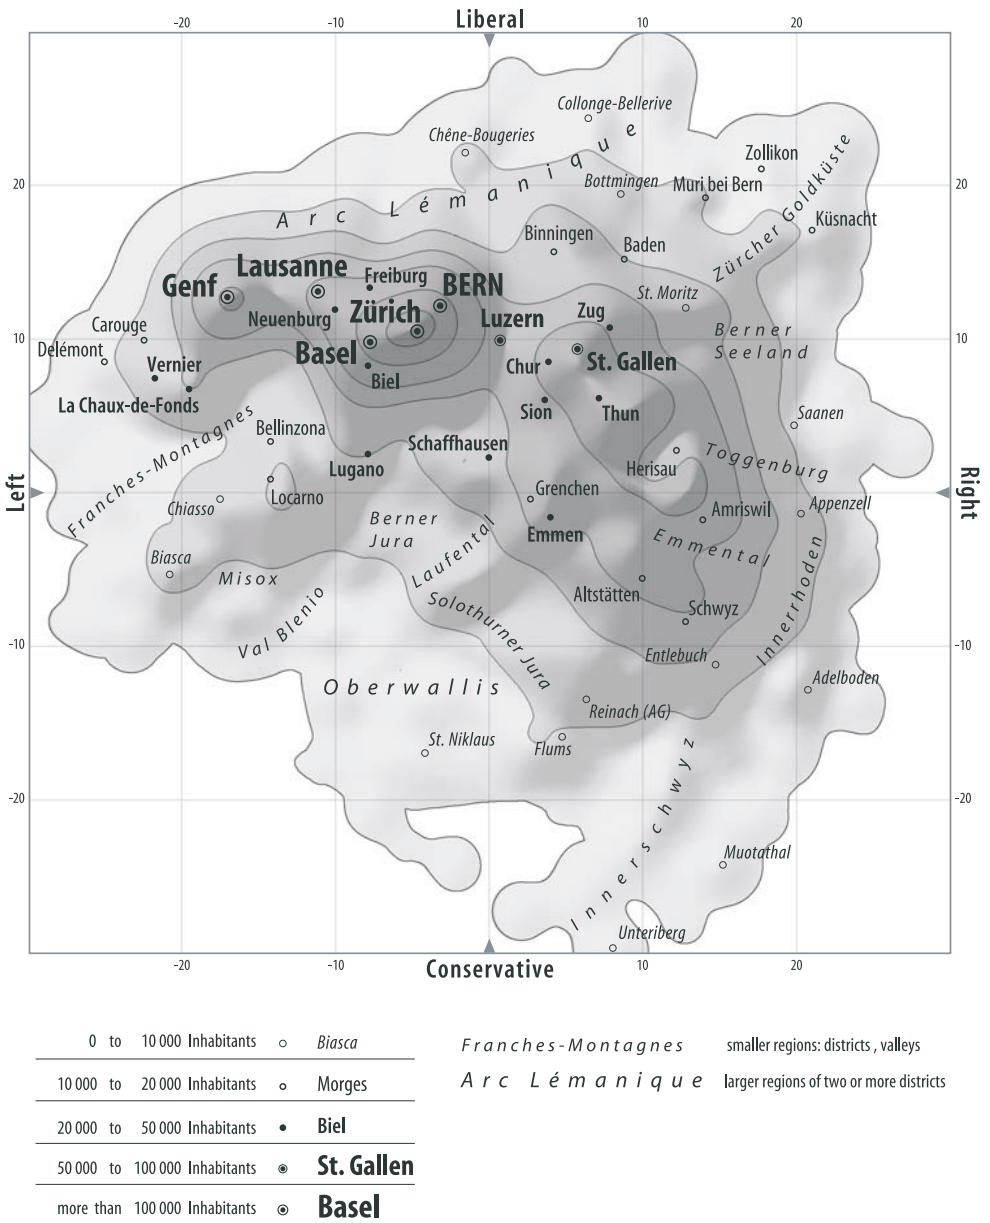 Liberal
-20
-10
10
20
Collonge-Bellerive
Chêne-Bougeries
Arc Lémanique
Zollikon
Bottmingen
Muri bei Bern
20
20
Zürcher Goldküste
Küsnacht
Binningen
Baden
Lausanne
Freiburg
Genf
BERN
St. Moritz
Neuenburg
Zürich
Luzern
Zug
Carouge
Berner
Seeland
10
10
Delémont
Basel
Vernier
Chur
St. Gallen
Biel
La Chaux-de-Fonds
Sion
Thun
Saanen
Franches-Montagnes
Bellinzona
Schaffhausen
Lugano
Herisau
Toggenburg
Left
Right
Locarno
Grenchen
Chiasso
Appenzell
Amriswil
Berner
Jura
Laufental
Emmen
Emmental
Biasca
Misox
Altstätten
Val Blenio
Solothurner Jura
Schwyz
Innerrhoden
-10
-10
Entlebuch
Oberwallis
Adelboden
Reinach (AG)
St. Niklaus
Flums
Innerschwyz
-20
-20
Muotathal
Unteriberg
-20
-10
10
20
Conservative
0 to 10 000 Inhabitants Biasca
10 000 to 20 000 Inhabitants Morges
20 000 to 50 000 Inhabitants Biel
50 000 to 100 000 Inhabitants St. Gallen
more than 100 000 Inhabitants Basel
Franches-Montagnes smaller regions: districts , valleys
Arc Lémanique larger regions of two or more districts